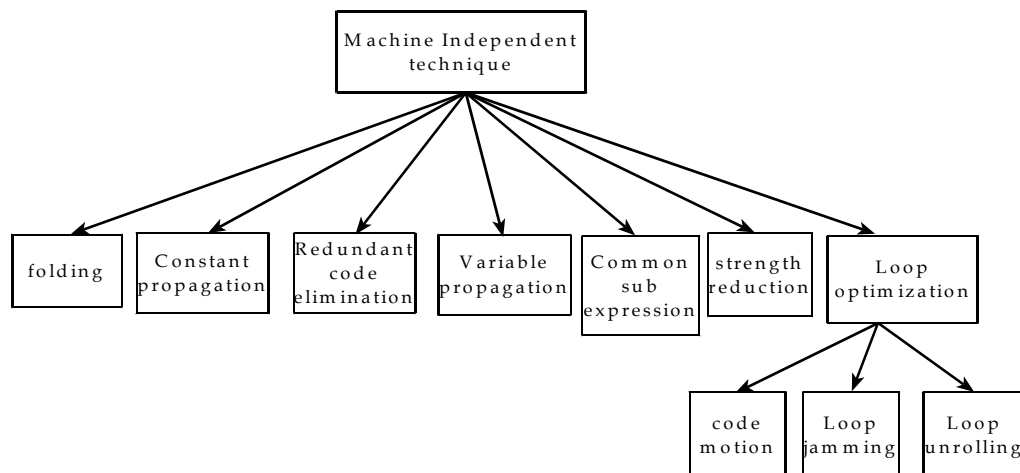 Machine Independent
technique
folding
Constant
propagation
Redundant
code
elimination
Variable
propagation
Common
sub
expression
strength
reduction
Loop
optimization
code
motion
Loop
jamming
Loop
unrolling